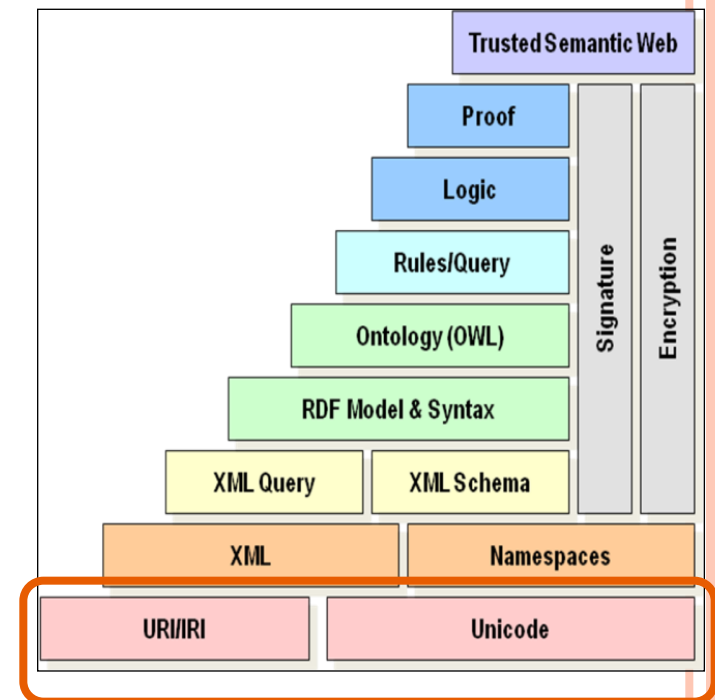 Trusted Semantic Web
Proof
Logic
Rules/Query
Ontology (OWL)
RDF Model & Syntax
Signature
Encryption
XML Query
XML Schema
XML
Namespaces
URI/IRI
Unicode